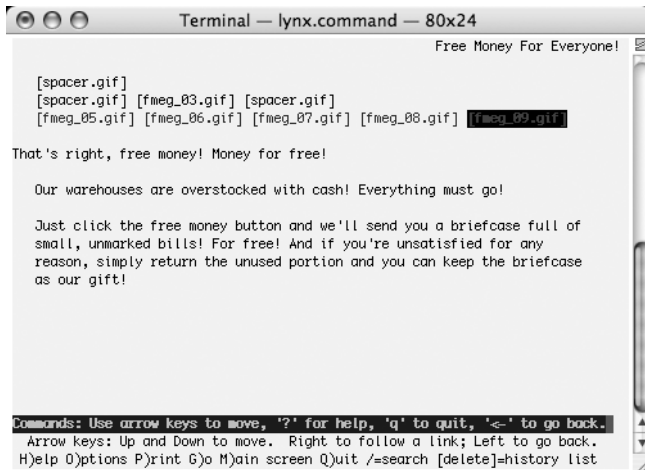 Terminal — lynx.command — 80x24
Free Money For Everyone!
[spacer.gif]
[spacer.gif] [fmeg_03.gif] [spacer.gif]
[fmeg_05.gif] [fmeg_06.gif] [fmeg_07.gif] [fmeg_08.gif] [fmeg_09.gif]
That's right, free money! Money for free!
Our warehouses are overstocked with cash! Everything must go!
Just click the free money button and we'll send you a briefcase full of
small, unmarked bills! For free! And if you're unsatisfied for any
reason, simply return the unused portion and you can keep the briefcase
as our gift!
Commands: Use arrow keys to move, '?' for help, 'q' to quit, '<-' to go back.
Arrow keys: Up and Down to move. Right to follow a link; Left to go back.
H)elp O)ptions P)rint G)o M)ain screen Q)uit /=search [delete]=history list